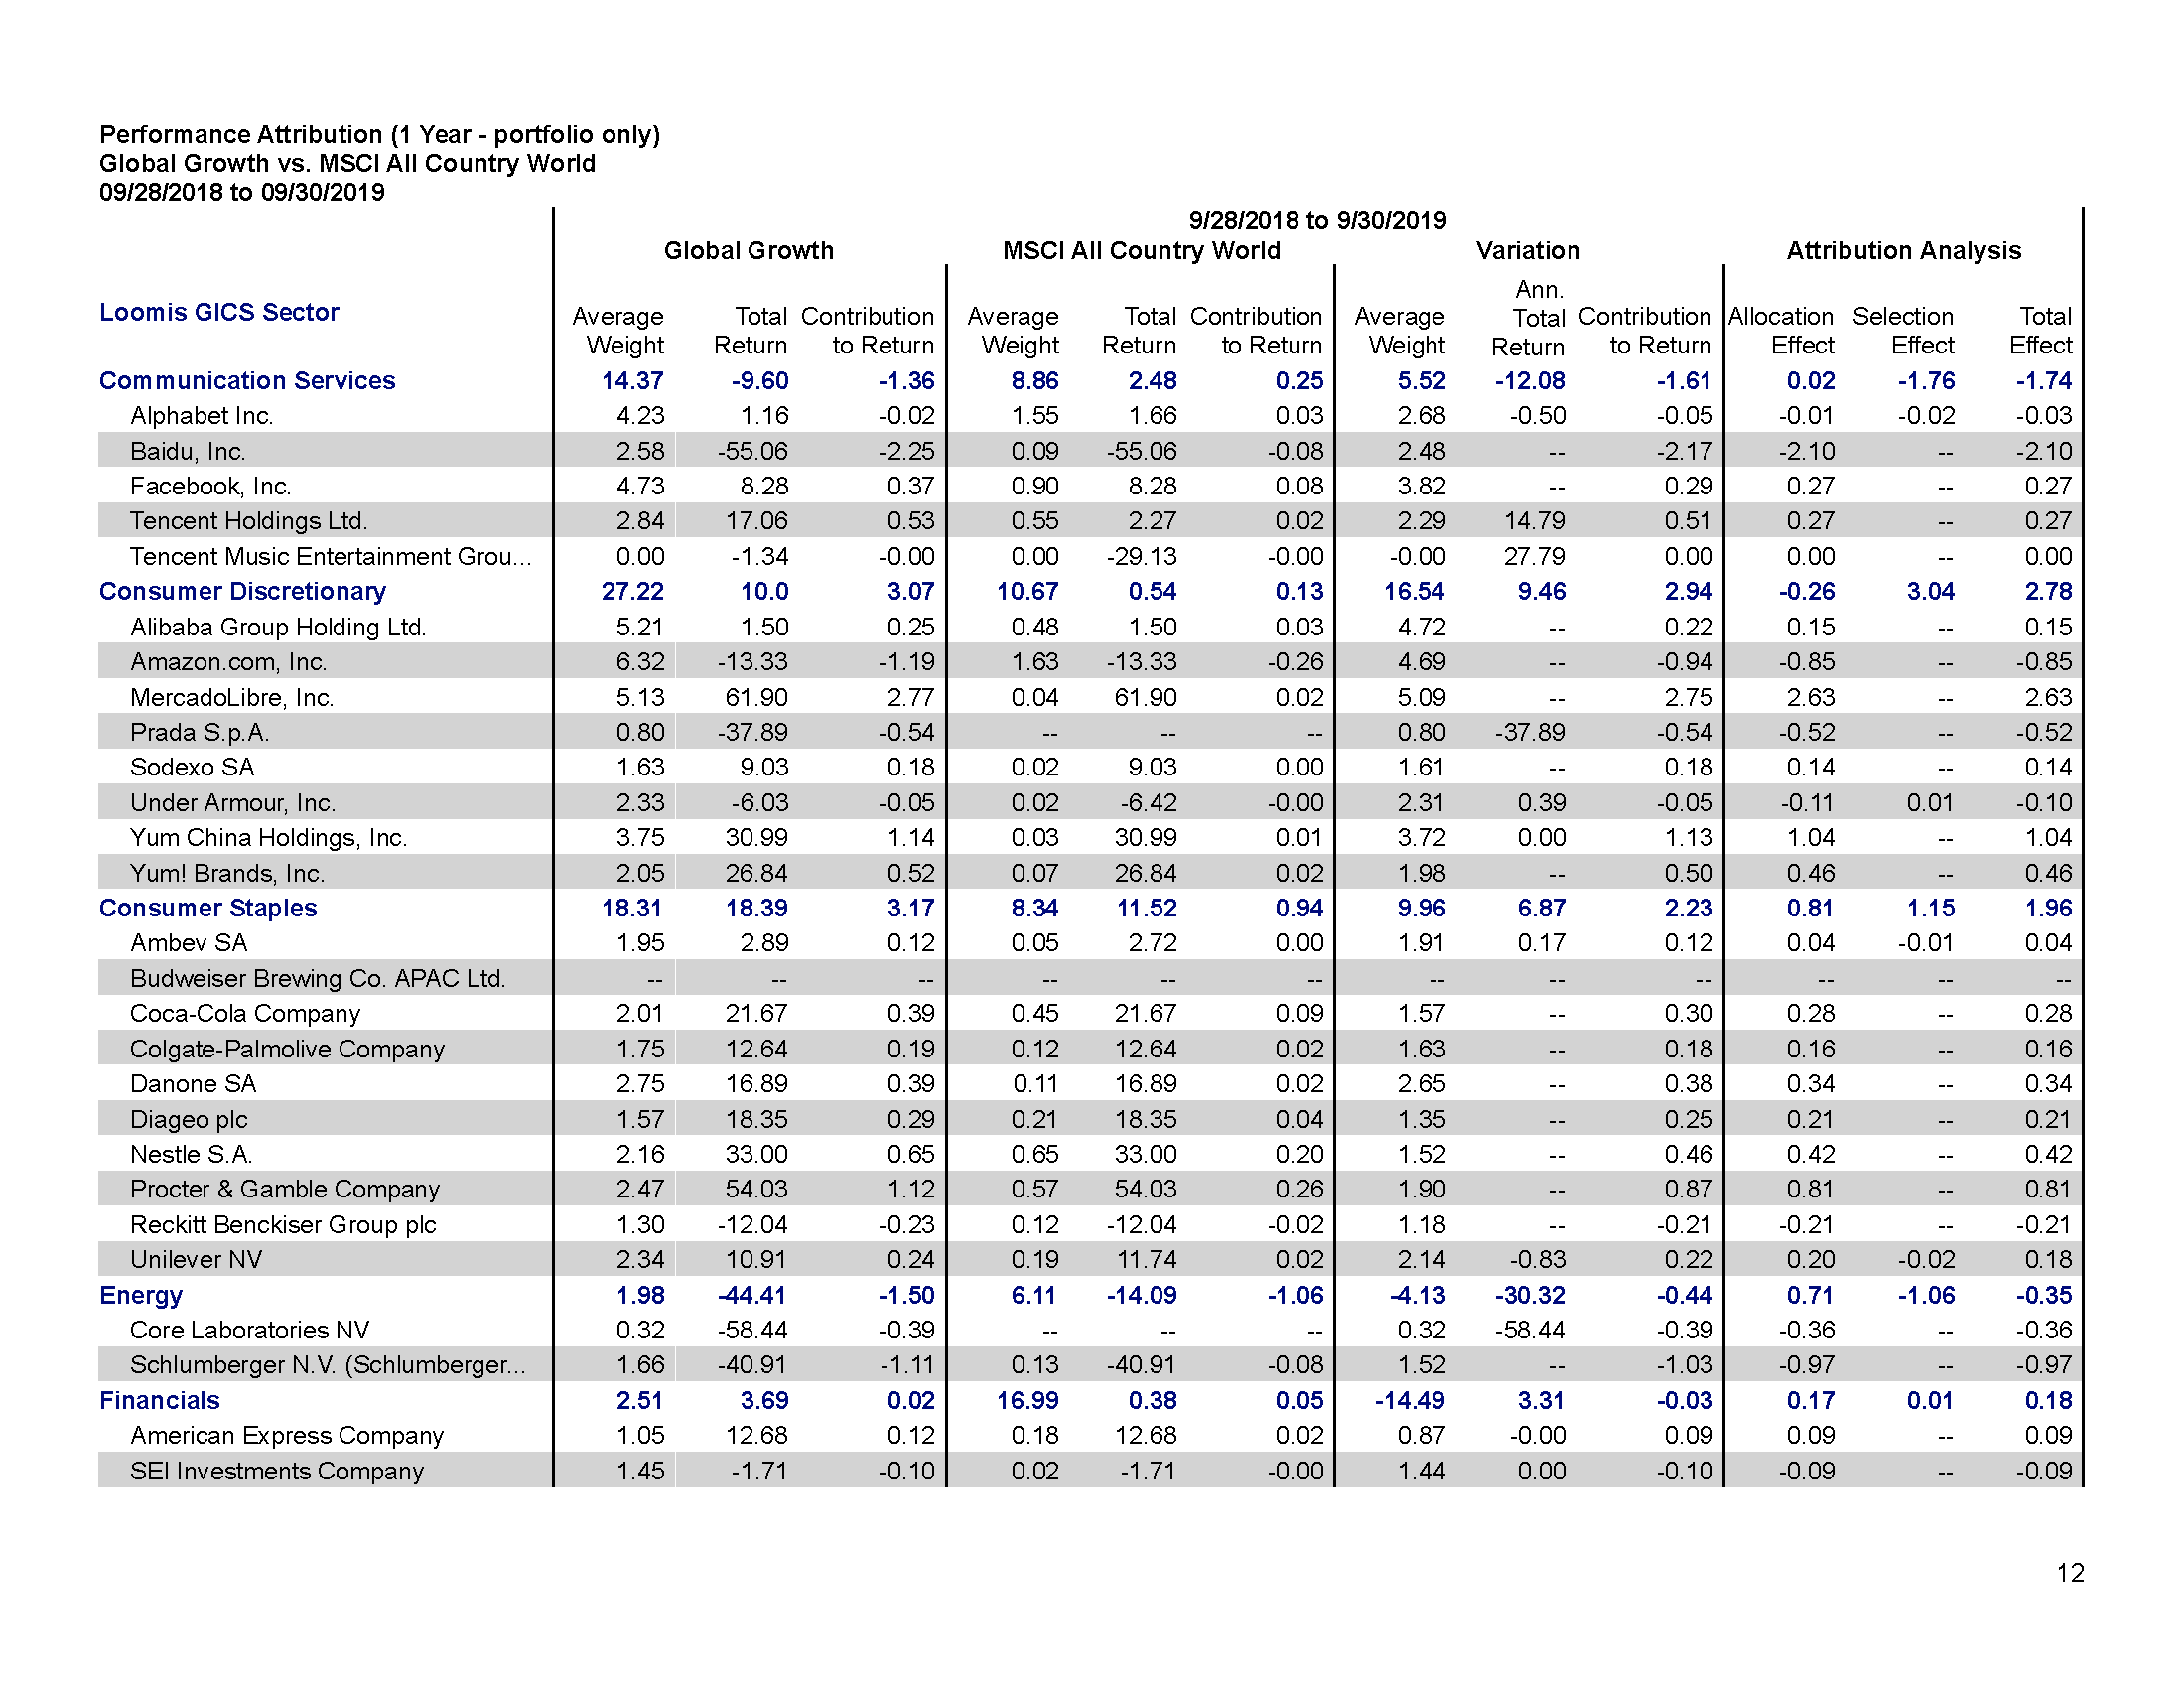 Performance Attribution (1 Year - portfolio only)
Global Growth vs. MSCI All Country World
09/28/2018 to 09/30/2019
9/28/2018 to 9/30/2019
Global Growth MSCI All Country World Variation Attribution Analysis
Loomis GICS Sector Average Weight Total Return Contribution to Return Average Weight Total Return Contribution to Return Average Weight Ann. Total Return Contribution to Return Allocation Effect Selection Effect Total Effect
Communication Services 14.37 -9.60 -1.36 8.86 2.48 0.25 5.52 -12.08 -1.61 0.02 -1.76 -1.74
Alphabet Inc. 4.23 1.16 -0.02 1.55 1.66 0.03 2.68 -0.50 -0.05 -0.01 -0.02 -0.03
Baidu, Inc. 2.58 -55.06 -2.25 0.09 -55.06 -0.08 2.48 -- -2.17 -2.10 -- -2.10
Facebook, Inc. 4.73 8.28 0.37 0.90 8.28 0.08 3.82 -- 0.29 0.27 -- 0.27
Tencent Holdings Ltd. 2.84 17.06 0.53 0.55 2.27 0.02 2.29 14.79 0.51 0.27 -- 0.27
Tencent Music Entertainment Grou... 0.00 -1.34 -0.00 0.00 -29.13 -0.00 -0.00 27.79 0.00 0.00 -- 0.00
Consumer Discretionary 27.22 10.0 3.07 10.67 0.54 0.13 16.54 9.46 2.94 -0.26 3.04 2.78
Alibaba Group Holding Ltd. 5.21 1.50 0.25 0.48 1.50 0.03 4.72 -- 0.22 0.15 -- 0.15
Amazon.com, Inc. 6.32 -13.33 -1.19 1.63 -13.33 -0.26 4.69 -- -0.94 -0.85 -- -0.85
MercadoLibre, Inc. 5.13 61.90 2.77 0.04 61.90 0.02 5.09 -- 2.75 2.63 -- 2.63
Prada S.p.A. 0.80 -37.89 -0.54 -- -- -- 0.80 -37.89 -0.54 -0.52 -- -0.52
Sodexo SA 1.63 9.03 0.18 0.02 9.03 0.00 1.61 -- 0.18 0.14 -- 0.14
Under Armour, Inc. 2.33 -6.03 -0.05 0.02 -6.42 -0.00 2.31 0.39 -0.05 -0.11 0.01 -0.10
Yum China Holdings, Inc. 3.75 30.99 1.14 0.03 30.99 0.01 3.72 0.00 1.13 1.04 -- 1.04
Yum! Brands, Inc. 2.05 26.84 0.52 0.07 26.84 0.02 1.98 -- 0.50 0.46 -- 0.46
Consumer Staples 18.31 18.39 3.17 8.34 11.52 0.94 9.96 6.87 2.23 0.81 1.15 1.96
Ambev SA 1.95 2.89 0.12 0.05 2.72 0.00 1.91 0.17 0.12 0.04 -0.01 0.04
Budweiser Brewing Co. APAC Ltd. -- -- -- -- -- -- -- -- -- -- -- --
Coca-Cola Company 2.01 21.67 0.39 0.45 21.67 0.09 1.57 -- 0.30 0.28 -- 0.28
Colgate-Palmolive Company 1.75 12.64 0.19 0.12 12.64 0.02 1.63 -- 0.18 0.16 -- 0.16
Danone SA 2.75 16.89 0.39 0.11 16.89 0.02 2.65 -- 0.38 0.34 -- 0.34
Diageo plc 1.57 18.35 0.29 0.21 18.35 0.04 1.35 -- 0.25 0.21 -- 0.21
Nestle S.A. 2.16 33.00 0.65 0.65 33.00 0.20 1.52 -- 0.46 0.42 -- 0.42
Procter & Gamble Company 2.47 54.03 1.12 0.57 54.03 0.26 1.90 -- 0.87 0.81 -- 0.81
Reckitt Benckiser Group plc 1.30 -12.04 -0.23 0.12 -12.04 -0.02 1.18 -- -0.21 -0.21 -- -0.21
Unilever NV 2.34 10.91 0.24 0.19 11.74 0.02 2.14 -0.83 0.22 0.20 -0.02 0.18
Energy 1.98 -44.41 -1.50 6.11 -14.09 -1.06 -4.13 -30.32 -0.44 0.71 -1.06 -0.35
Core Laboratories NV 0.32 -58.44 -0.39 -- -- -- 0.32 -58.44 -0.39 -0.36 -- -0.36
Schlumberger N.V. (Schlumberger... 1.66 -40.91 -1.11 0.13 -40.91 -0.08 1.52 -- -1.03 -0.97 -- -0.97
Financials 2.51 3.69 0.02 16.99 0.38 0.05 -14.49 3.31 -0.03 0.17 0.01 0.18
American Express Company 1.05 12.68 0.12 0.18 12.68 0.02 0.87 -0.00 0.09 0.09 -- 0.09
SEI Investments Company 1.45 -1.71 -0.10 0.02 -1.71 -0.00 1.44 0.00 -0.10 -0.09 -- -0.09
12